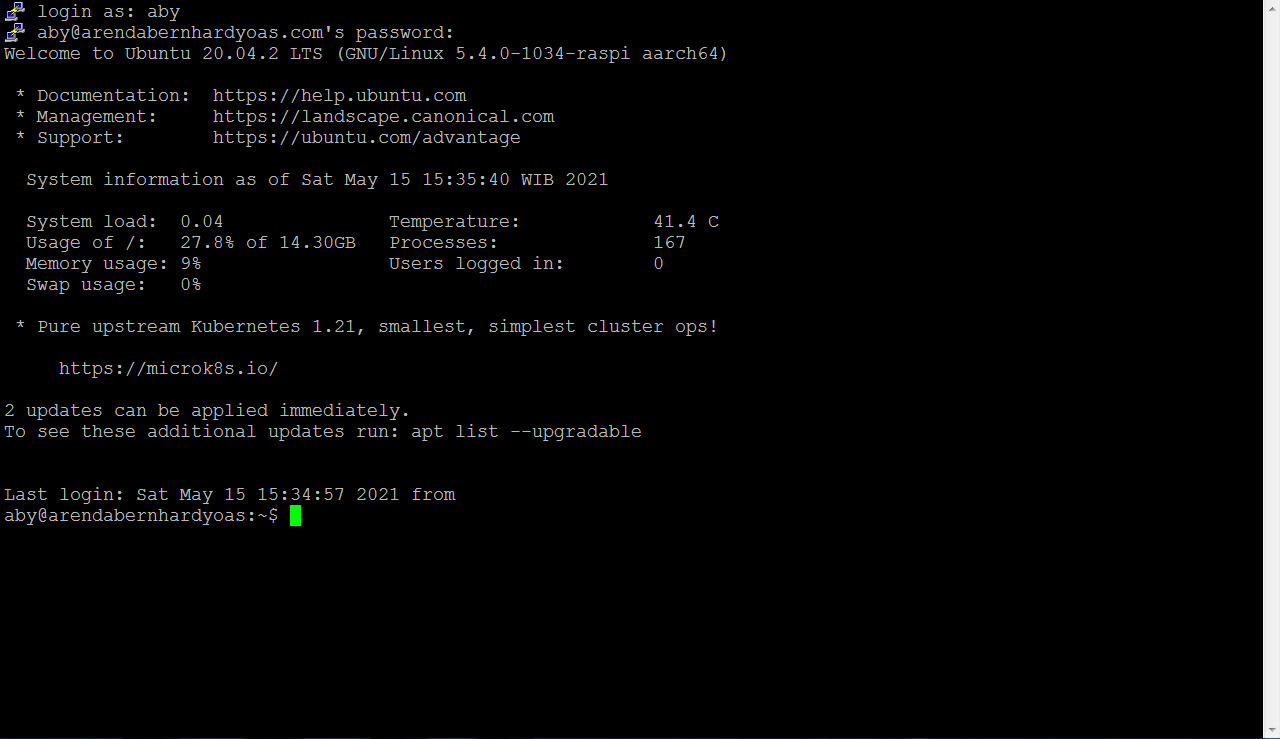 login as: aby
aby@arendabernhardyoas.com's password:
Welcome to Ubuntu 20.04.2 LTS (GNU/Linux 5.4.0-1034-raspi aarch64)
* Documentation: https://help.ubuntu.com
* Management: https://landscape.canonical.com
* Support: https://ubuntu.com/advantage
System information as of Sat May 15 15:35:40 WIB 2021
System load: 0.04 Temperature: 41.4 C
Usage of /: 27.8% of 14.30GB Processes: 167
Memory usage: 9% Users logged in: 0
Swap usage: 0%
* Pure upstream Kubernetes 1.21, smallest, simplest cluster ops!
https://microk8s.io/
2 updates can be applied immediately.
To see these additional updates run: apt list --upgradable
Last login: Sat May 15 15:34:57 2021 from
aby@arendabernhardyoas:~$